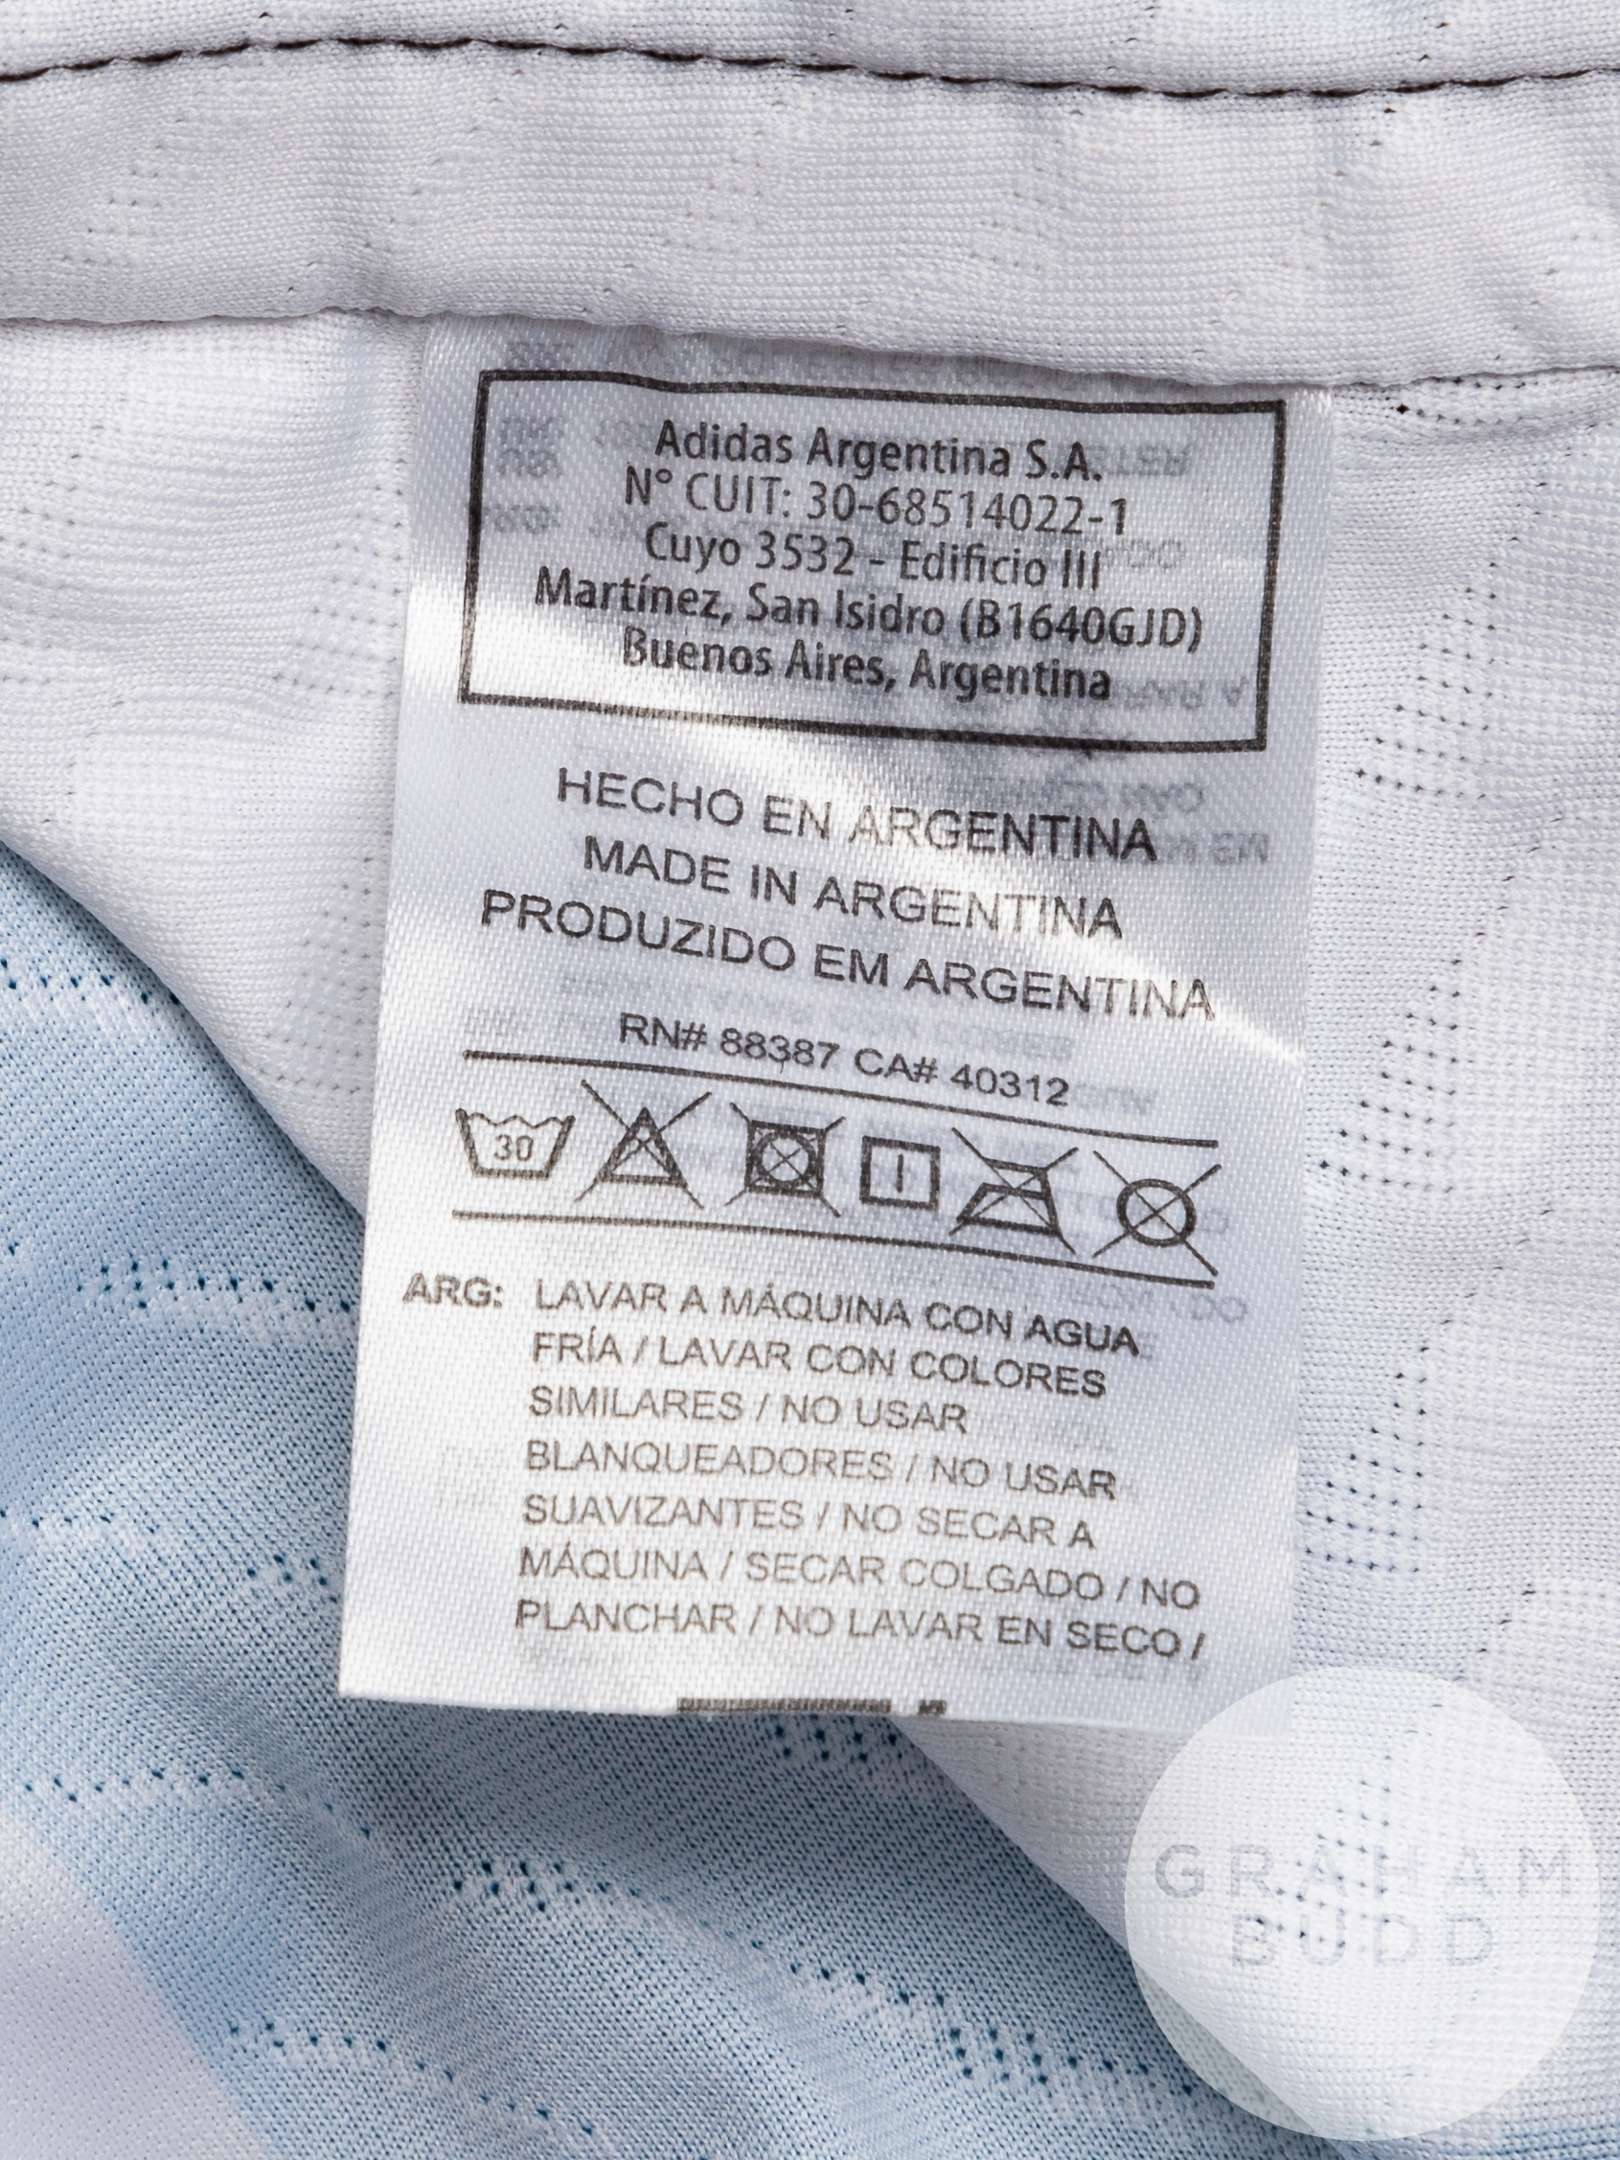 Adidas Argentina S.A.
N° CUIT: 30-68514022-1
Cuyo 3532 - Edificio III
Martínez, San Isidro (B1640GJD)
Buenos Aires, Argentina
HECHO EN ARGENTINA
MADE IN ARGENTINA
PRODUZIDO EM ARGENTINA
RN# 88387 CA# 40312
30
ARG: LAVAR A MÁQUINA CON AGUA
FRÍA / LAVAR CON COLORES
SIMILARES / NO USAR
BLANQUEADORES / NO USAR
SUAVIZANTES / NO SECAR A
MÁQUINA / SECAR COLGADO / NO
PLANCHAR / NO LAVAR EN SECO /
GRAHAM
BUDD